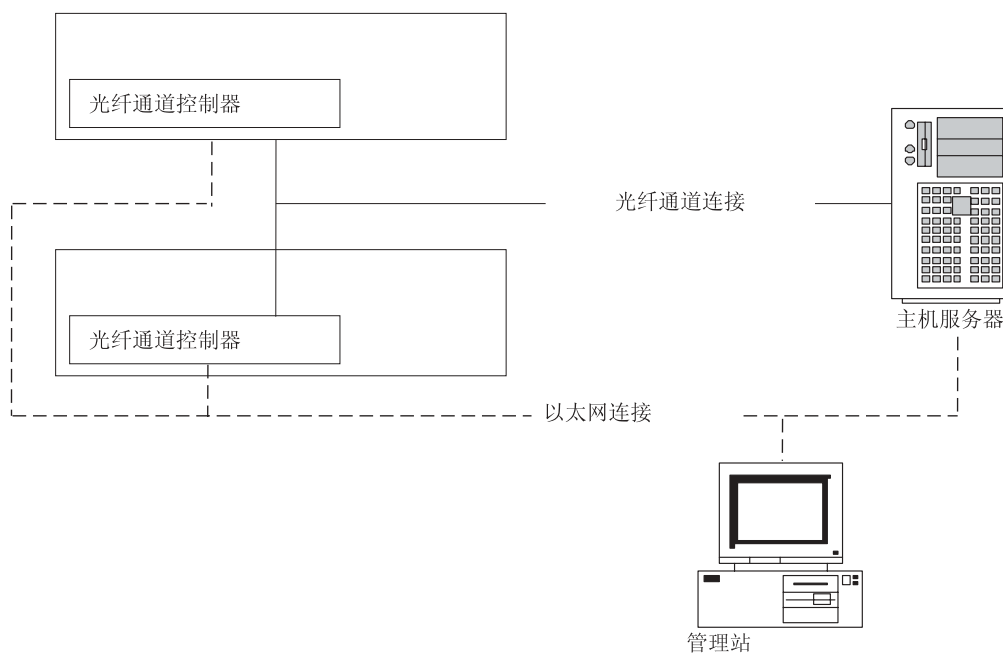 光纤通道控制器
光纤通道连接
主机服务器
光纤通道控制器
以太网连接
管理站